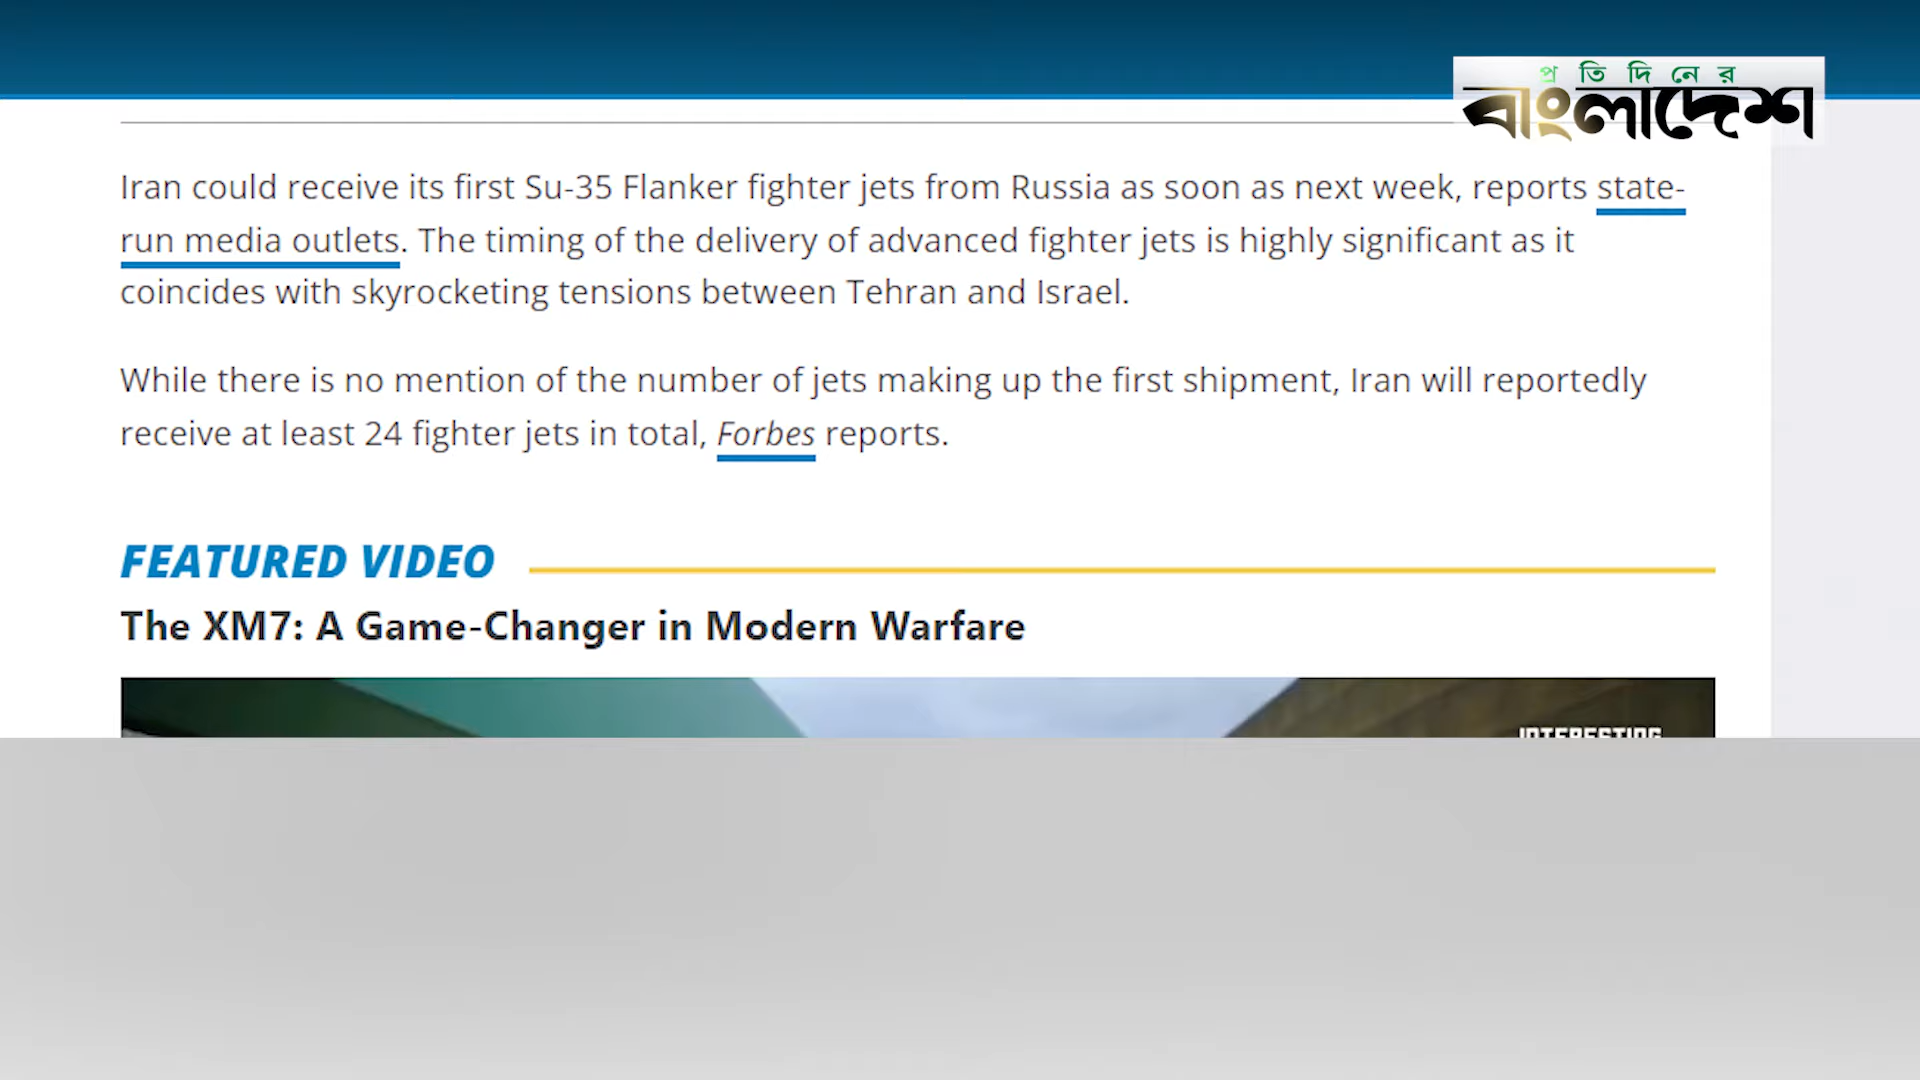 প্রতিদিনের
বাংলাদেশ
Iran could receive its first Su-35 Flanker fighter jets from Russia as soon as next week, reports state-
run media outlets. The timing of the delivery of advanced fighter jets is highly significant as it
coincides with skyrocketing tensions between Tehran and Israel.
While there is no mention of the number of jets making up the first shipment, Iran will reportedly
receive at least 24 fighter jets in total, Forbes reports.
FEATURED VIDEO
The XM7: A Game-Changer in Modern Warfare
INTERESTING